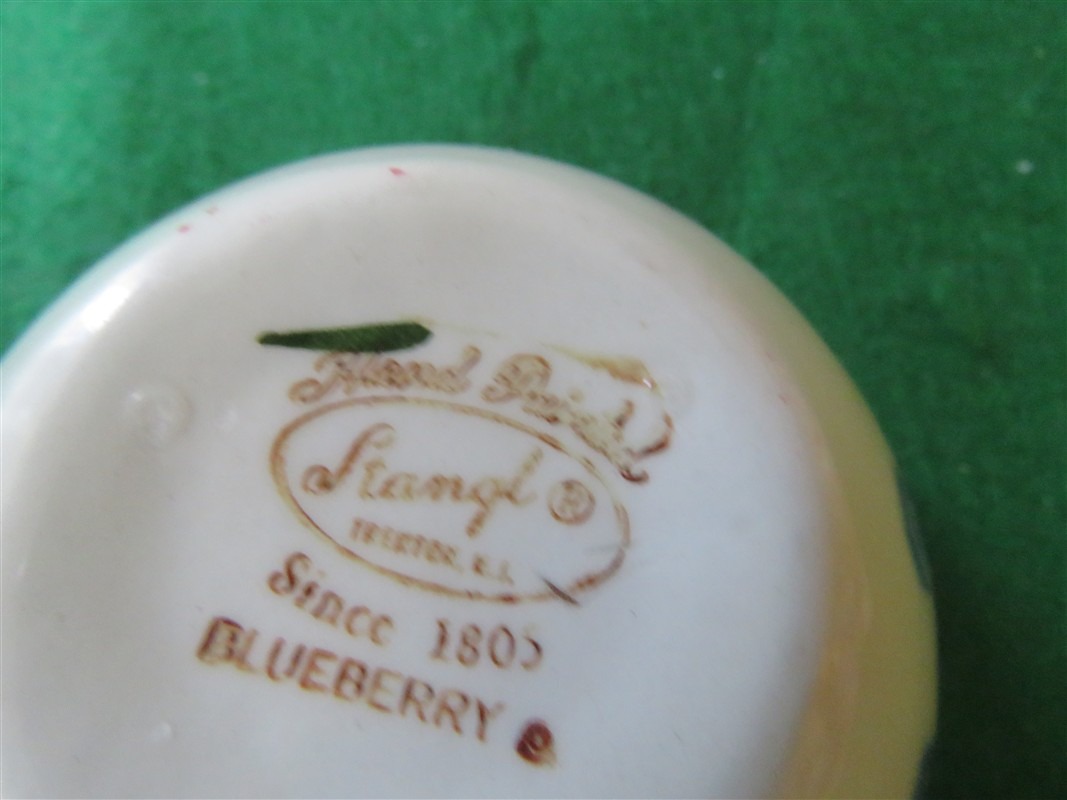 Hand Painted
Stangl ®
TRENTON, N.J.
Since 1805
BLUEBERRY